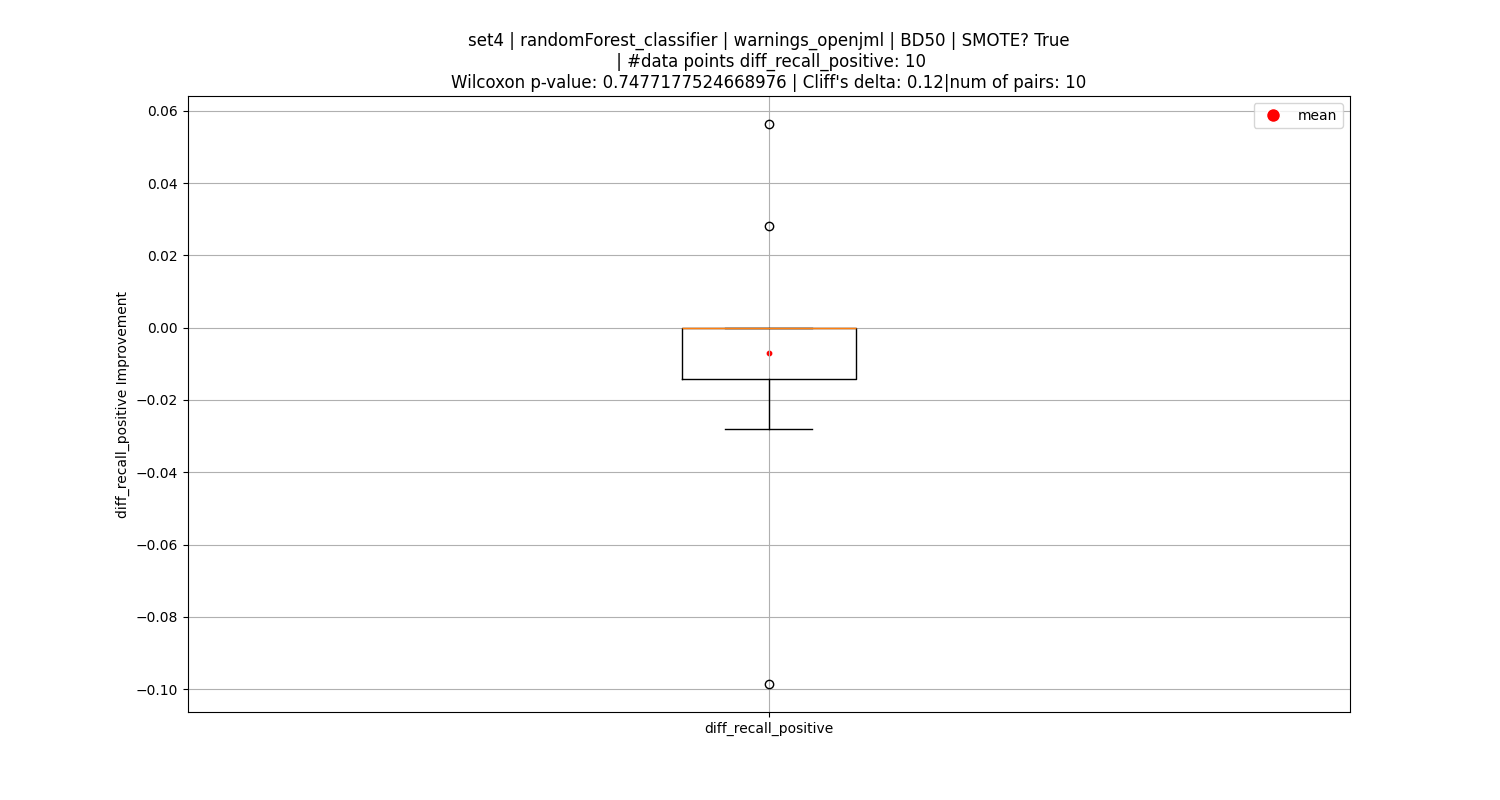 set4 | randomForest_classifier | warnings_openjml | BD50 | SMOTE? True
| #data points diff_recall_positive: 10
Wilcoxon p-value: 0.7477177524668976 | Cliff's delta: 0.12|num of pairs: 10
mean
0.06
0.04
0.02
0.00
−0.02
−0.04
−0.06
−0.08
−0.10
diff_recall_positive Improvement
diff_recall_positive